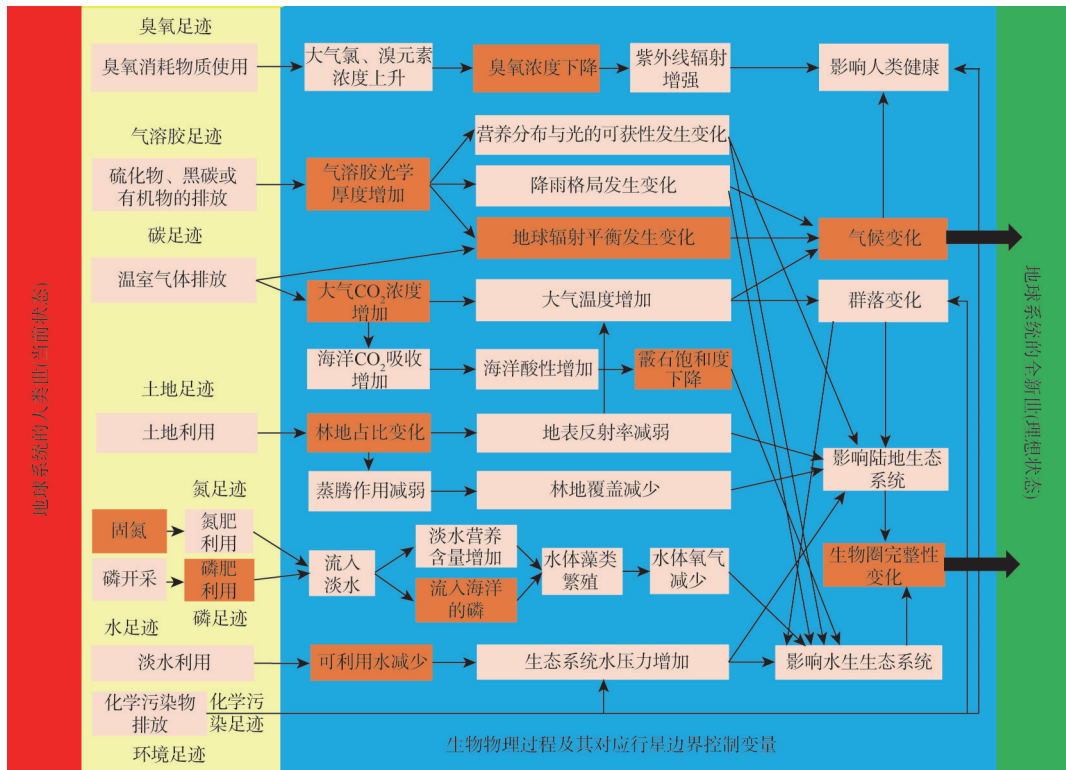 臭氧足迹
臭氧消耗物质使用
大气氯、溴元素
浓度上升
臭氧浓度下降
紫外线辐射
增强
影响人类健康
气溶胶足迹
硫化物、黑碳或
有机物的排放
气溶胶光学
厚度增加
营养分布与光的可获性发生变化
降雨格局发生变化
地球辐射平衡发生变化
气候变化
碳足迹
温室气体排放
大气CO₂浓度
增加
大气温度增加
群落变化
海洋CO₂吸收
增加
海洋酸性增加
霰石饱和度
下降
土地足迹
土地利用
林地占比变化
地表反射率减弱
影响陆地生态
系统
蒸腾作用减弱
林地覆盖减少
氮足迹
固氮
氮肥
利用
磷开采
磷肥
利用
磷足迹
流入
淡水
淡水营养
含量增加
流入海洋
的磷
水体藻类
繁殖
水体氧气
减少
生物圈完整性
变化
水足迹
淡水利用
可利用水减少
生态系统水压力增加
影响水生生态系统
化学污染物
排放
化学污
染足迹
环境足迹
生物物理过程及其对应行星边界控制变量
地球系统的人类世(当前状态)
地球系统的全新世(理想状态)